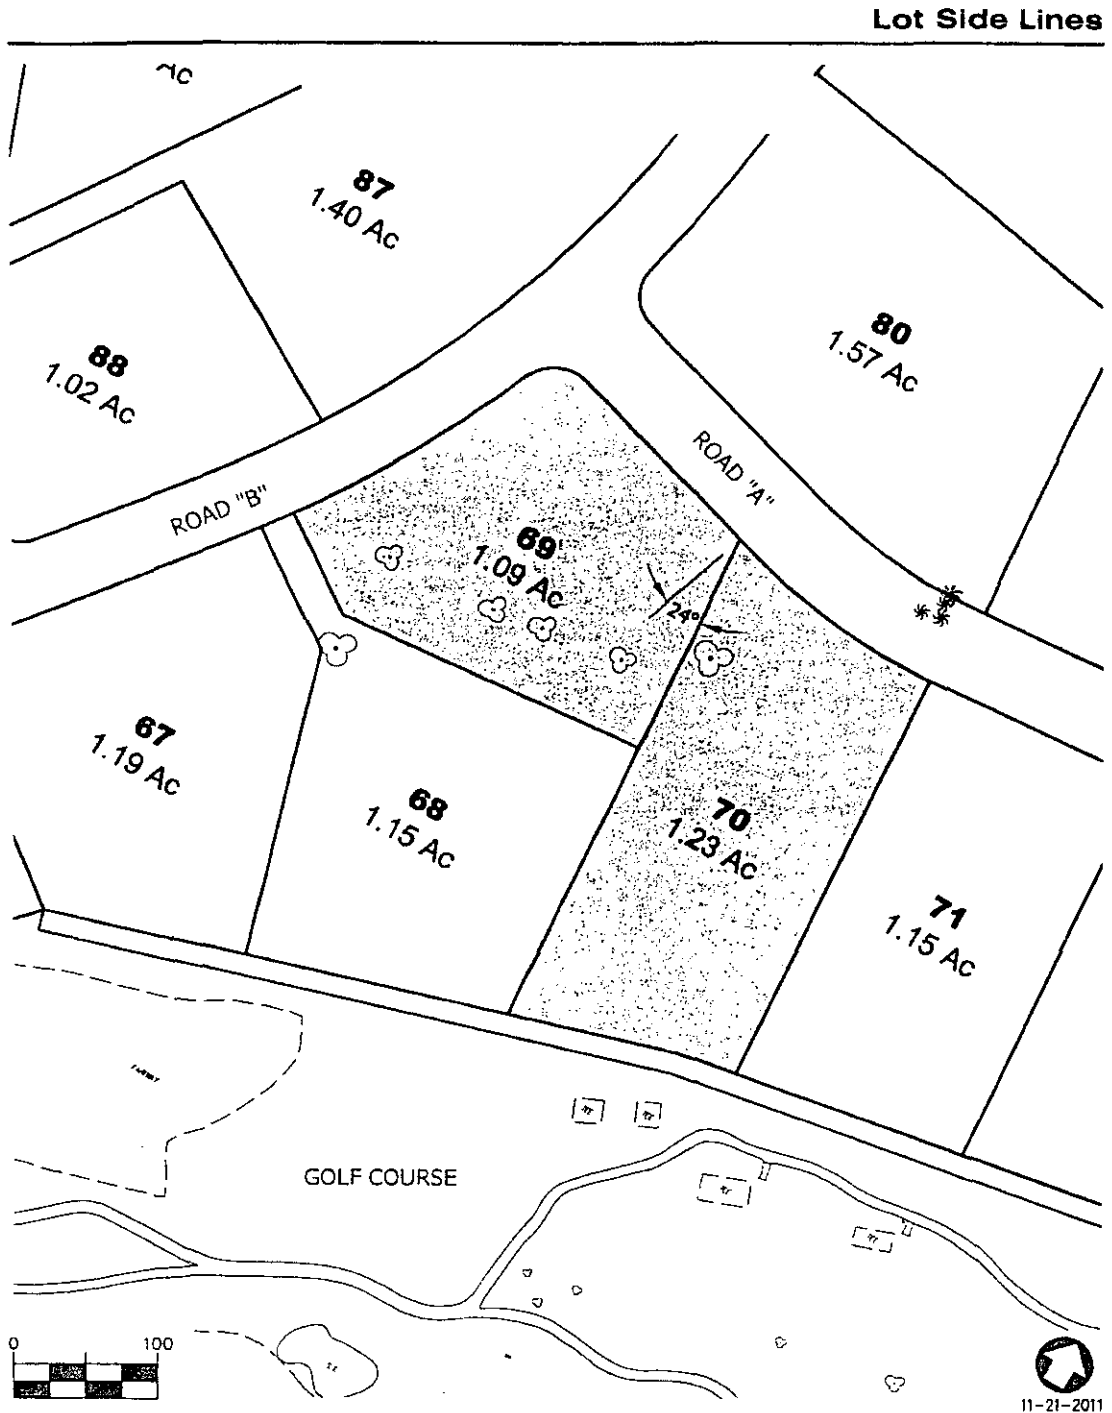 Lot Side Lines
Ac
87
1.40 Ac
80
1.57 Ac
88
1.02 Ac
ROAD "A"
ROAD "B"
69
1.09 Ac
24°
67
1.19 Ac
68
1.15 Ac
70
1.23 Ac
71
1.15 Ac
GOLF COURSE
0 100
11-21-2011